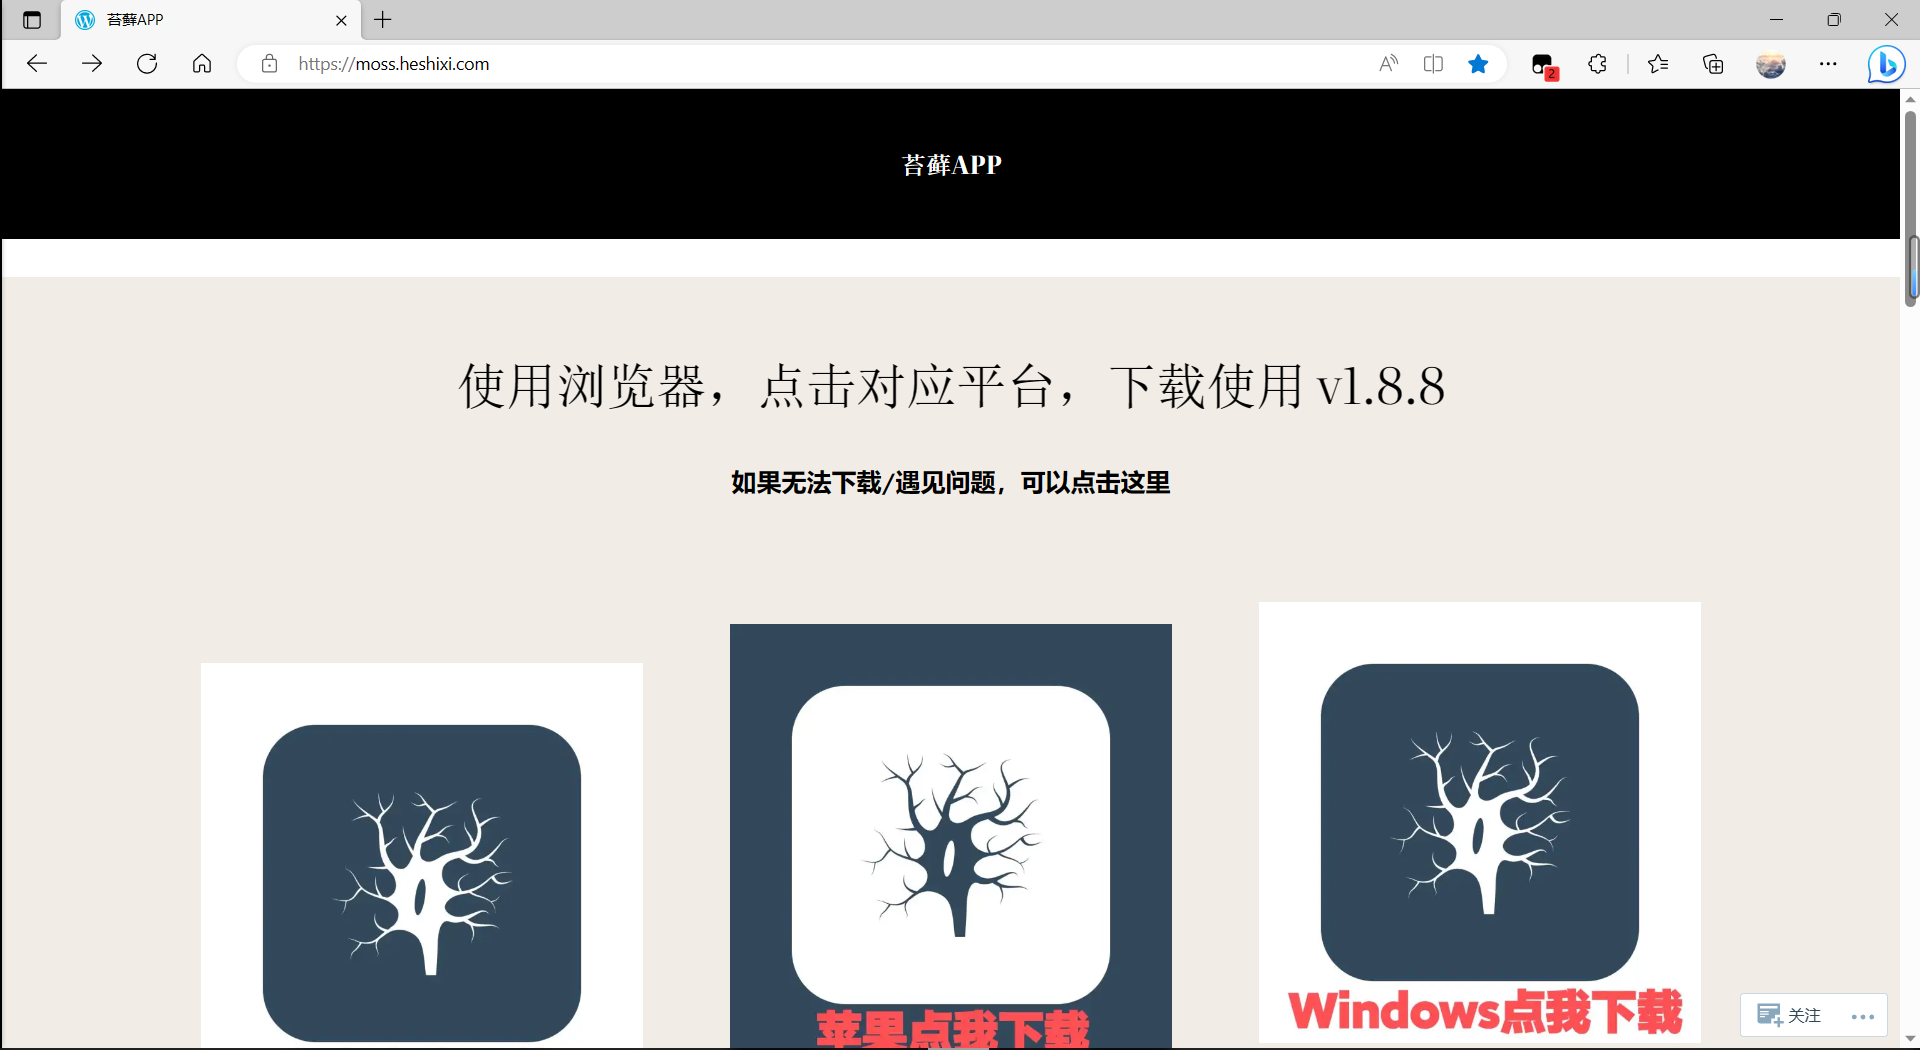 苔藓APP
https://moss.heshixi.com
2
苔藓APP
使用浏览器，点击对应平台，下载使用 v1.8.8
如果无法下载/遇见问题，可以点击这里
苹果点我下载
Windows点我下载
关注